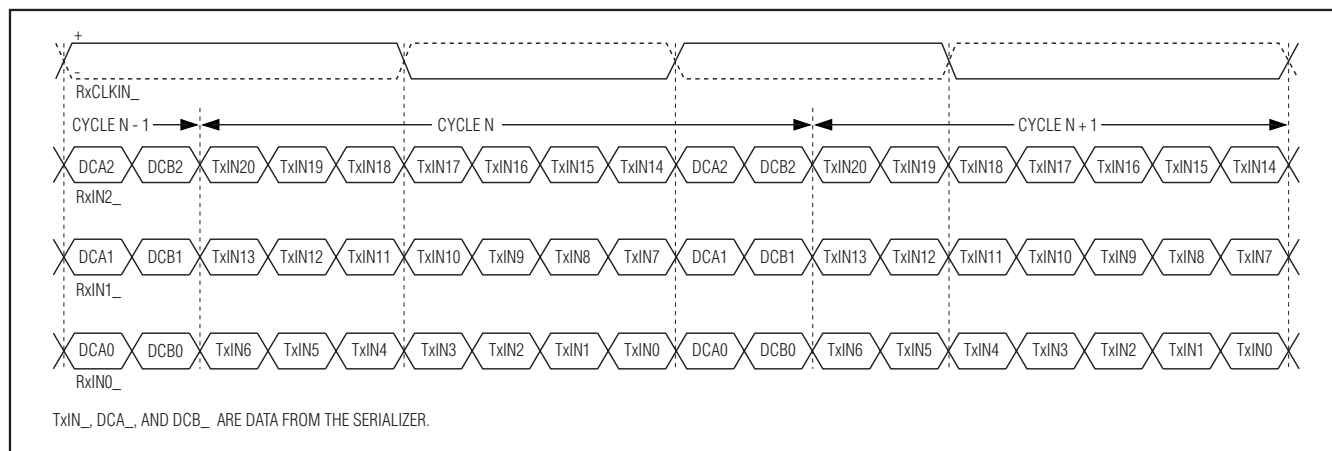 +
–
RxCLKIN_
CYCLE N - 1 CYCLE N CYCLE N + 1
DCA2 DCB2 TxIN20 TxIN19 TxIN18 TxIN17 TxIN16 TxIN15 TxIN14 DCA2 DCB2 TxIN20 TxIN19 TxIN18 TxIN17 TxIN16 TxIN15 TxIN14
RxIN2_
DCA1 DCB1 TxIN13 TxIN12 TxIN11 TxIN10 TxIN9 TxIN8 TxIN7 DCA1 DCB1 TxIN13 TxIN12 TxIN11 TxIN10 TxIN9 TxIN8 TxIN7
RxIN1_
DCA0 DCB0 TxIN6 TxIN5 TxIN4 TxIN3 TxIN2 TxIN1 TxIN0 DCA0 DCB0 TxIN6 TxIN5 TxIN4 TxIN3 TxIN2 TxIN1 TxIN0
RxIN0_
TxIN_, DCA_, AND DCB_ ARE DATA FROM THE SERIALIZER.